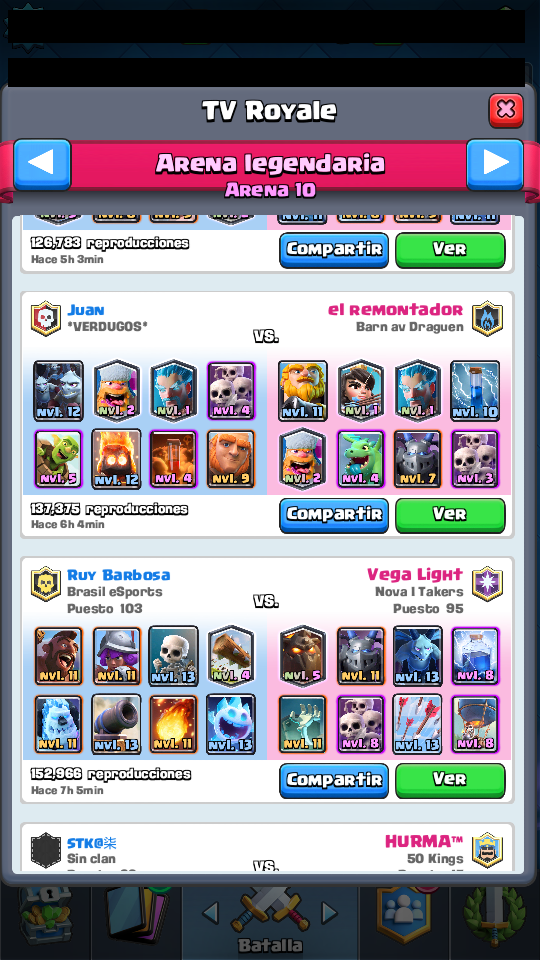 TV Royale
Arena legendaria
Arena 10
126,783 reproducciones
Hace 5h 3min
Compartir
Ver
Juan
*VERDUGOS*
vs.
el remontador
Barn av Draguen
nvl. 12
nvl. 2
nvl. 1
nvl. 4
nvl. 11
nvl. 1
nvl. 1
nvl. 10
nvl. 5
nvl. 12
nvl. 4
nvl. 9
nvl. 2
nvl. 4
nvl. 7
nvl. 3
137,375 reproducciones
Hace 6h 4min
Compartir
Ver
Ruy Barbosa
Brasil eSports
Puesto 103
vs.
Vega Light
Nova l Takers
Puesto 95
nvl. 11
nvl. 11
nvl. 13
nvl. 4
nvl. 5
nvl. 11
nvl. 13
nvl. 8
nvl. 11
nvl. 13
nvl. 11
nvl. 13
nvl. 11
nvl. 8
nvl. 13
nvl. 8
152,966 reproducciones
Hace 7h 5min
Compartir
Ver
STK@柒
Sin clan
vs.
HURMA™
50 Kings
Batalla